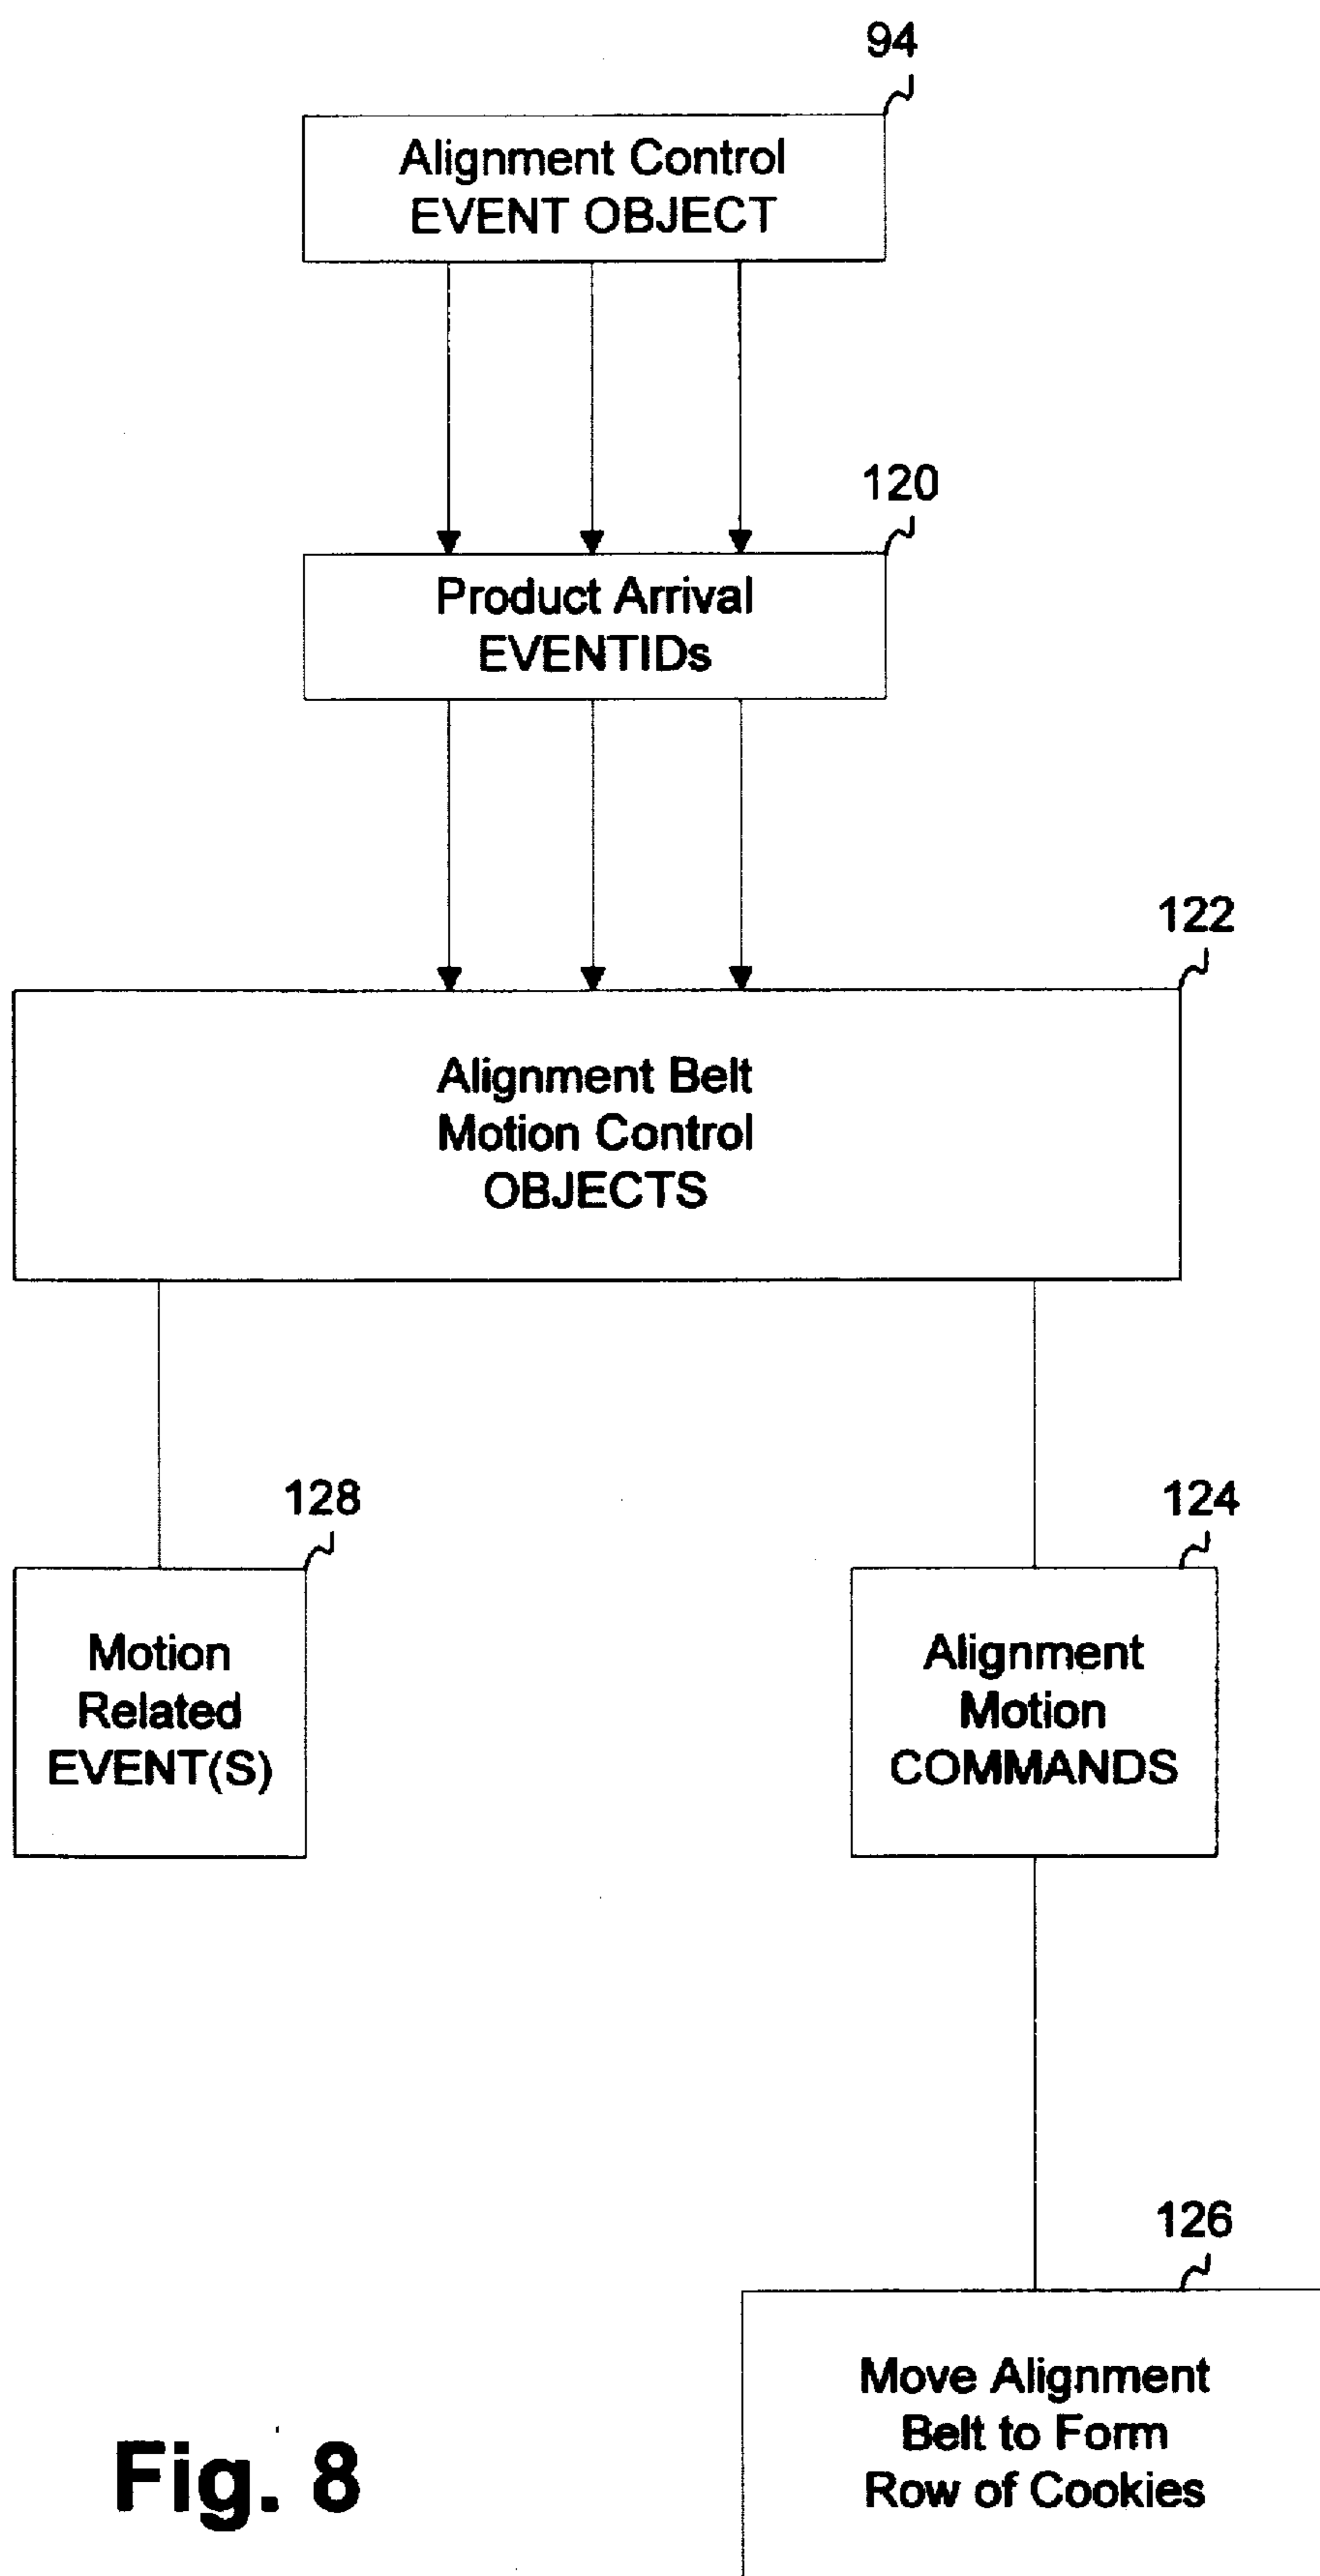 94
Alignment Control
EVENT OBJECT
120
Product Arrival
EVENTIDs
122
Alignment Belt
Motion Control
OBJECTS
128
Motion
Related
EVENT(S)
124
Alignment
Motion
COMMANDS
126
Move Alignment
Belt to Form
Row of Cookies
Fig. 8